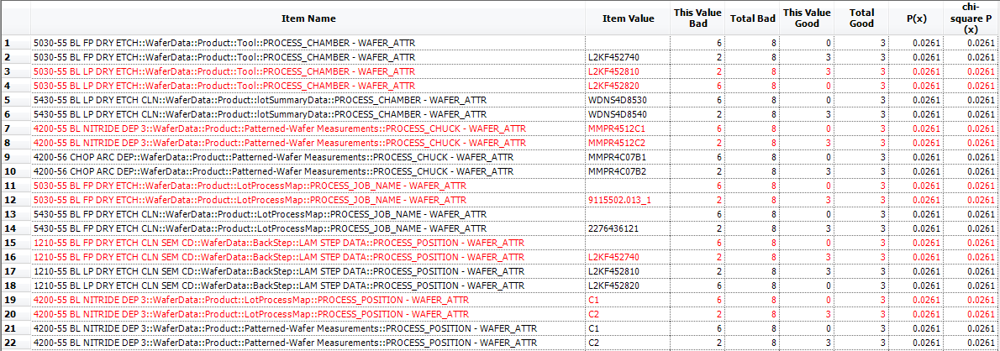 Item Name Item Value This Value Bad Total Bad This Value Good Total Good P(x) chi-square P (x)
1 5030-55 BL FP DRY ETCH::WaferData::Product::Tool::PROCESS_CHAMBER - WAFER_ATTR 6 8 0 3 0.0261 0.0261
2 5030-55 BL FP DRY ETCH::WaferData::Product::Tool::PROCESS_CHAMBER - WAFER_ATTR L2KF452740 2 8 3 3 0.0261 0.0261
3 5030-55 BL LP DRY ETCH::WaferData::Product::Tool::PROCESS_CHAMBER - WAFER_ATTR L2KF452810 2 8 3 3 0.0261 0.0261
4 5030-55 BL LP DRY ETCH::WaferData::Product::Tool::PROCESS_CHAMBER - WAFER_ATTR L2KF452820 6 8 0 3 0.0261 0.0261
5 5430-55 BL LP DRY ETCH CLN::WaferData::Product::lotSummaryData::PROCESS_CHAMBER - WAFER_ATTR WDNS4D8530 6 8 0 3 0.0261 0.0261
6 5430-55 BL LP DRY ETCH CLN::WaferData::Product::lotSummaryData::PROCESS_CHAMBER - WAFER_ATTR WDNS4D8540 2 8 3 3 0.0261 0.0261
7 4200-55 BL NITRIDE DEP 3::WaferData::Product::Patterned-Wafer Measurements::PROCESS_CHUCK - WAFER_ATTR MMPR4512C1 6 8 0 3 0.0261 0.0261
8 4200-55 BL NITRIDE DEP 3::WaferData::Product::Patterned-Wafer Measurements::PROCESS_CHUCK - WAFER_ATTR MMPR4512C2 2 8 3 3 0.0261 0.0261
9 4200-56 CHOP ARC DEP::WaferData::Product::Patterned-Wafer Measurements::PROCESS_CHUCK - WAFER_ATTR MMPR4C07B1 6 8 0 3 0.0261 0.0261
10 4200-56 CHOP ARC DEP::WaferData::Product::Patterned-Wafer Measurements::PROCESS_CHUCK - WAFER_ATTR MMPR4C07B2 2 8 3 3 0.0261 0.0261
11 5030-55 BL FP DRY ETCH::WaferData::Product::LotProcessMap::PROCESS_JOB_NAME - WAFER_ATTR 6 8 0 3 0.0261 0.0261
12 5030-55 BL FP DRY ETCH::WaferData::Product::LotProcessMap::PROCESS_JOB_NAME - WAFER_ATTR 9115502.013_1 2 8 3 3 0.0261 0.0261
13 5430-55 BL FP DRY ETCH CLN::WaferData::Product::LotProcessMap::PROCESS_JOB_NAME - WAFER_ATTR 6 8 0 3 0.0261 0.0261
14 5430-55 BL FP DRY ETCH CLN::WaferData::Product::LotProcessMap::PROCESS_JOB_NAME - WAFER_ATTR 2276436121 2 8 3 3 0.0261 0.0261
15 1210-55 BL FP DRY ETCH CLN SEM CD::WaferData::BackStep::LAM STEP DATA::PROCESS_POSITION - WAFER_ATTR 6 8 0 3 0.0261 0.0261
16 1210-55 BL FP DRY ETCH CLN SEM CD::WaferData::BackStep::LAM STEP DATA::PROCESS_POSITION - WAFER_ATTR L2KF452740 2 8 3 3 0.0261 0.0261
17 1210-55 BL LP DRY ETCH CLN SEM CD::WaferData::BackStep::LAM STEP DATA::PROCESS_POSITION - WAFER_ATTR L2KF452810 2 8 3 3 0.0261 0.0261
18 1210-55 BL LP DRY ETCH CLN SEM CD::WaferData::BackStep::LAM STEP DATA::PROCESS_POSITION - WAFER_ATTR L2KF452820 6 8 0 3 0.0261 0.0261
19 4200-55 BL NITRIDE DEP 3::WaferData::Product::LotProcessMap::PROCESS_POSITION - WAFER_ATTR C1 6 8 0 3 0.0261 0.0261
20 4200-55 BL NITRIDE DEP 3::WaferData::Product::LotProcessMap::PROCESS_POSITION - WAFER_ATTR C2 2 8 3 3 0.0261 0.0261
21 4200-55 BL NITRIDE DEP 3::WaferData::Product::Patterned-Wafer Measurements::PROCESS_POSITION - WAFER_ATTR C1 6 8 0 3 0.0261 0.0261
22 4200-55 BL NITRIDE DEP 3::WaferData::Product::Patterned-Wafer Measurements::PROCESS_POSITION - WAFER_ATTR C2 2 8 3 3 0.0261 0.0261